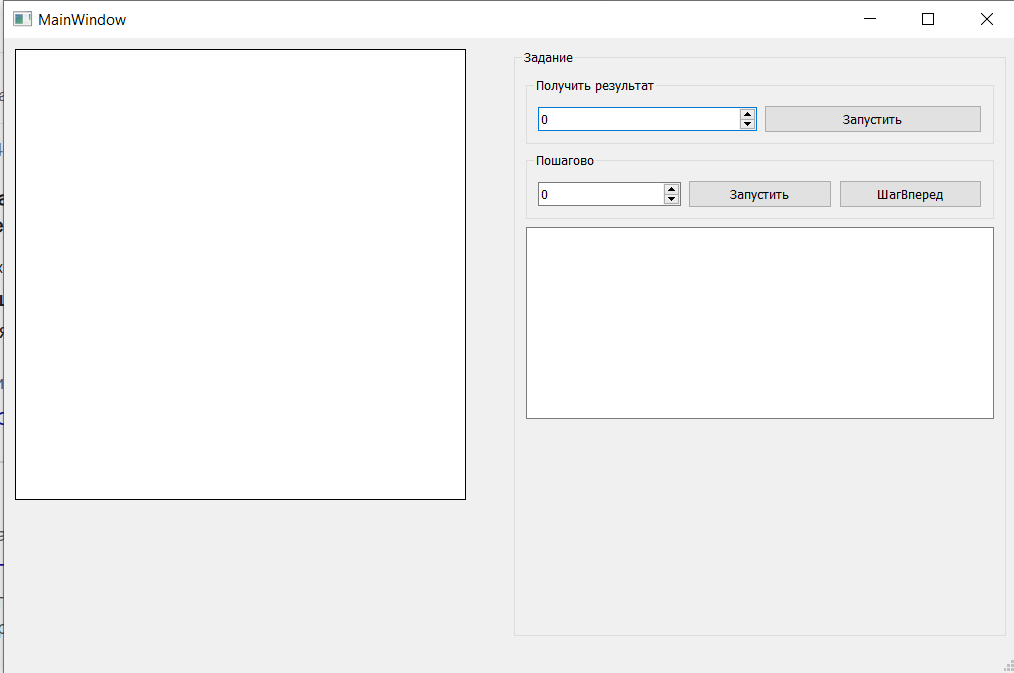 MainWindow
Задание
Получить результат
0
Запустить
Пошагово
0
Запустить
ШагВперед